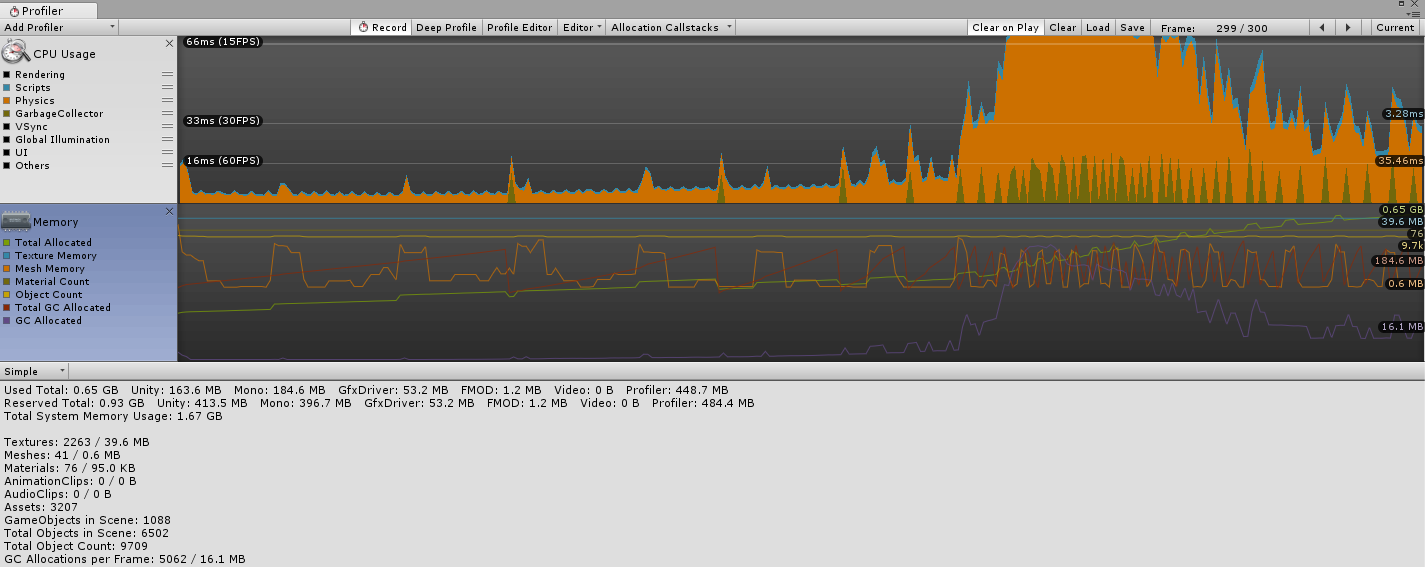 Profiler
Add Profiler Record Deep Profile Profile Editor Editor Allocation Callstacks Clear on Play Clear Load Save Frame: 299 / 300 Current
CPU Usage
Rendering
Scripts
Physics
GarbageCollector
VSync
Global Illumination
UI
Others
66ms (15FPS)
33ms (30FPS)
16ms (60FPS)
3.28ms
35.46ms
Memory
Total Allocated
Texture Memory
Mesh Memory
Material Count
Object Count
Total GC Allocated
GC Allocated
0.65 GB
39.6 MB
76
9.7k
184.6 MB
0.6 MB
16.1 MB
Simple
Used Total: 0.65 GB Unity: 163.6 MB Mono: 184.6 MB GfxDriver: 53.2 MB FMOD: 1.2 MB Video: 0 B Profiler: 448.7 MB
Reserved Total: 0.93 GB Unity: 413.5 MB Mono: 396.7 MB GfxDriver: 53.2 MB FMOD: 1.2 MB Video: 0 B Profiler: 484.4 MB
Total System Memory Usage: 1.67 GB
Textures: 2263 / 39.6 MB
Meshes: 41 / 0.6 MB
Materials: 76 / 95.0 KB
AnimationClips: 0 / 0 B
AudioClips: 0 / 0 B
Assets: 3207
GameObjects in Scene: 1088
Total Objects in Scene: 6502
Total Object Count: 9709
GC Allocations per Frame: 5062 / 16.1 MB